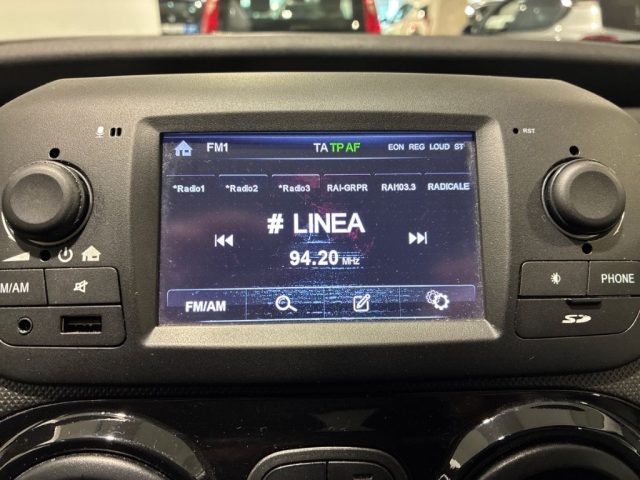 FM1 TA TP AF EON REG LOUD ST
RST
*Radio1 *Radio2 *Radio3 RAI-GRPR RAI103.3 RADICALE
# LINEA
94.20 MHz
FM/AM
M/AM
PHONE
SD